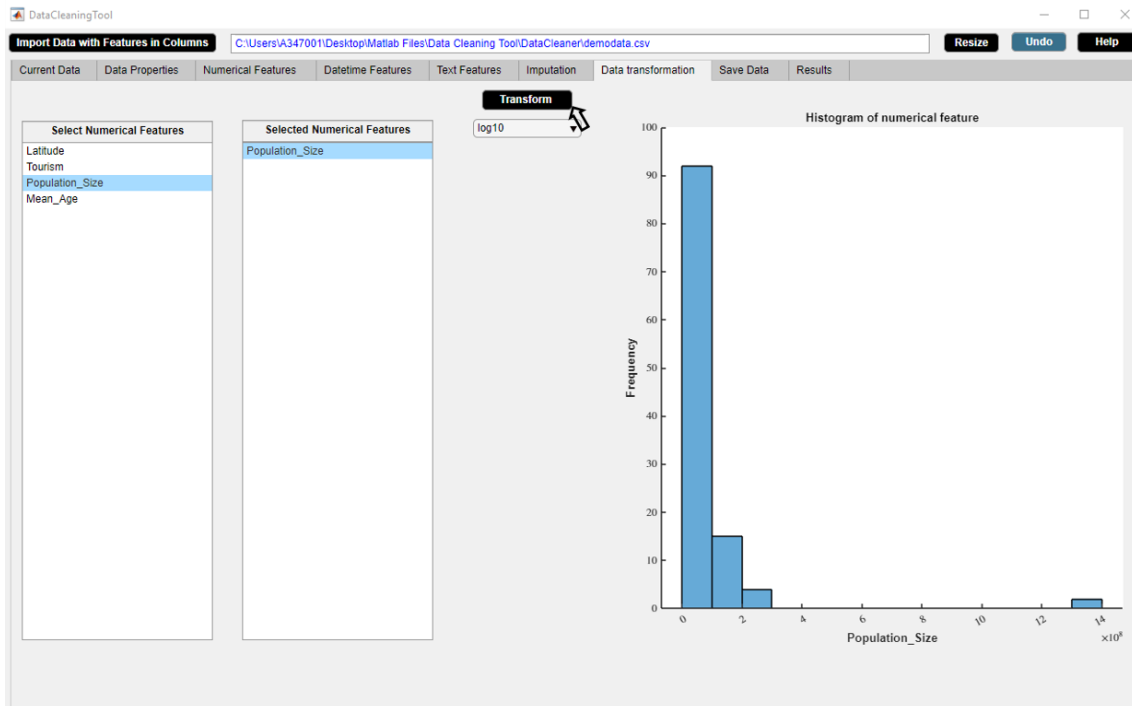 DataCleaningTool
Import Data with Features in Columns C:\Users\A347001\Desktop\Matlab Files\Data Cleaning Tool\DataCleaner\demodata.csv Resize Undo Help
Current Data Data Properties Numerical Features Datetime Features Text Features Imputation Data transformation Save Data Results
Transform
log10
Select Numerical Features
Latitude
Tourism
Population_Size
Mean_Age
Selected Numerical Features
Population_Size
Histogram of numerical feature
Frequency
100
90
80
70
60
50
40
30
20
10
0
0 2 4 6 8 10 12 14
×10⁸
Population_Size